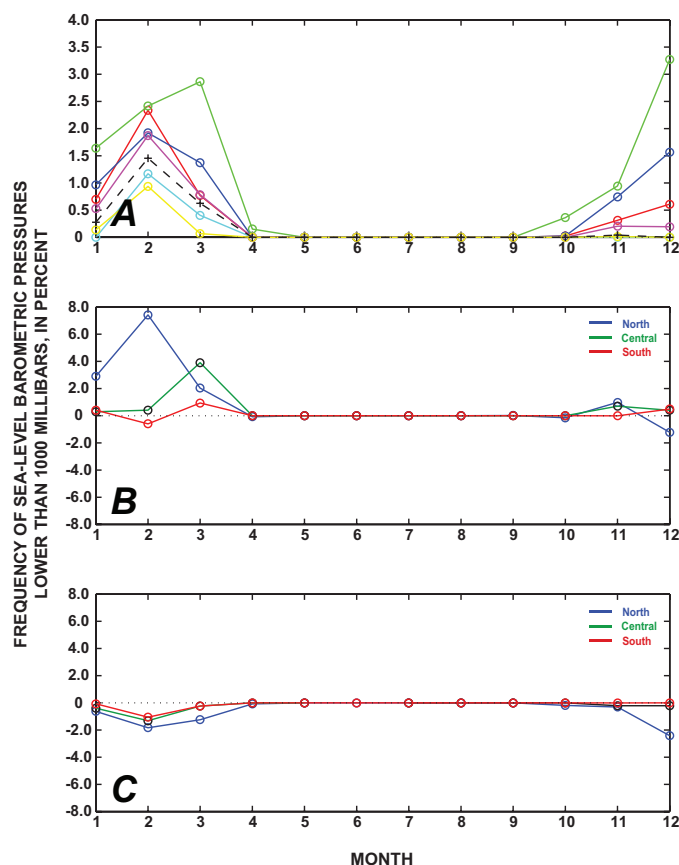 FREQUENCY OF SEA-LEVEL BAROMETRIC PRESSURES
LOWER THAN 1000 MILLIBARS, IN PERCENT
4.0
3.5
3.0
2.5
2.0
1.5
1.0
0.5
0
A
1 2 3 4 5 6 7 8 9 10 11 12
8.0
6.0
4.0
2.0
0.0
-2.0
-4.0
-6.0
-8.0
North
Central
South
B
1 2 3 4 5 6 7 8 9 10 11 12
8.0
6.0
4.0
2.0
0.0
-2.0
-4.0
-6.0
-8.0
North
Central
South
C
1 2 3 4 5 6 7 8 9 10 11 12
MONTH